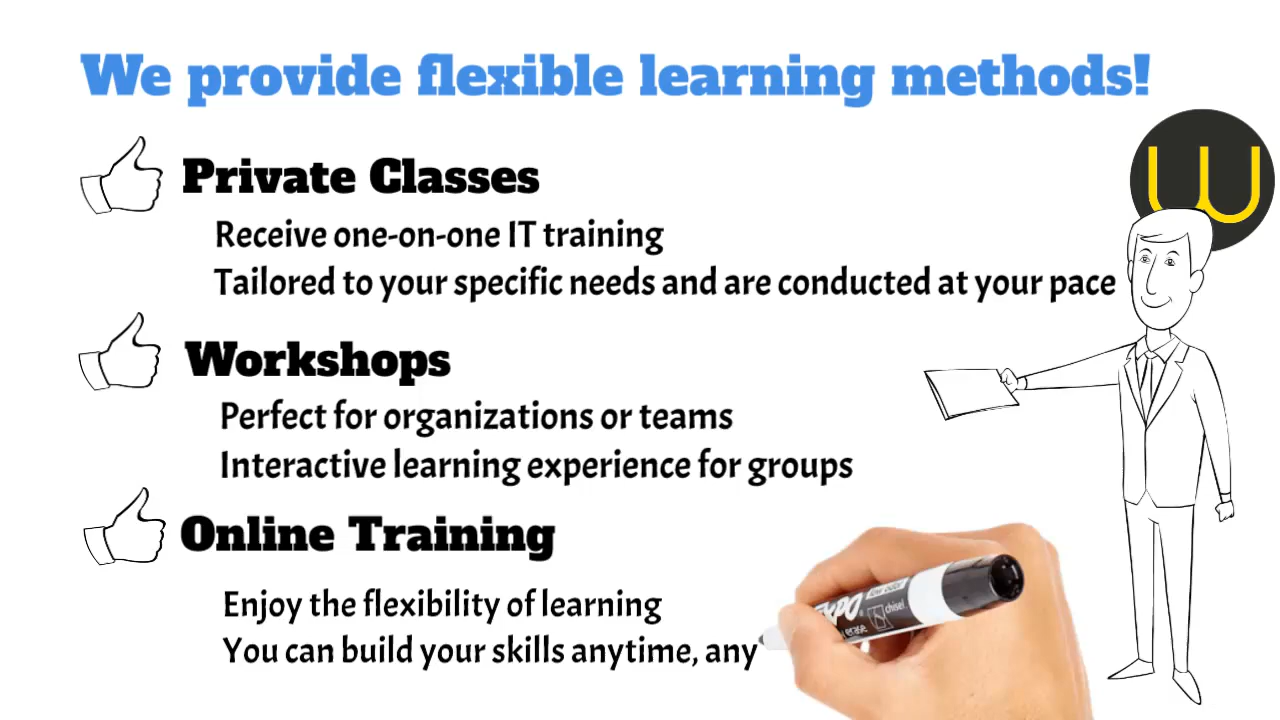 We provide flexible learning methods!
Private Classes
Receive one-on-one IT training
Tailored to your specific needs and are conducted at your pace
Workshops
Perfect for organizations or teams
Interactive learning experience for groups
Online Training
Enjoy the flexibility of learning
You can build your skills anytime, any
chisel